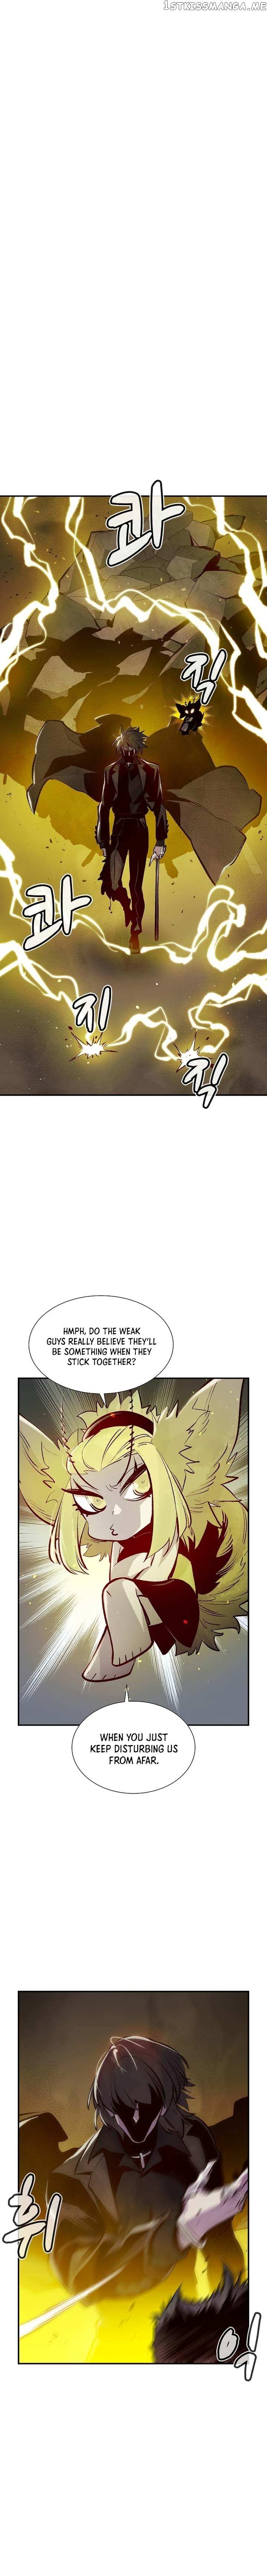 1STKISSMANGA.ME
콰
직
콰
지
직
HMPH, DO THE WEAK
GUYS REALLY BELIEVE THEY'LL
BE SOMETHING WHEN THEY
STICK TOGETHER?
WHEN YOU JUST
KEEP DISTURBING US
FROM AFAR.
휘
익